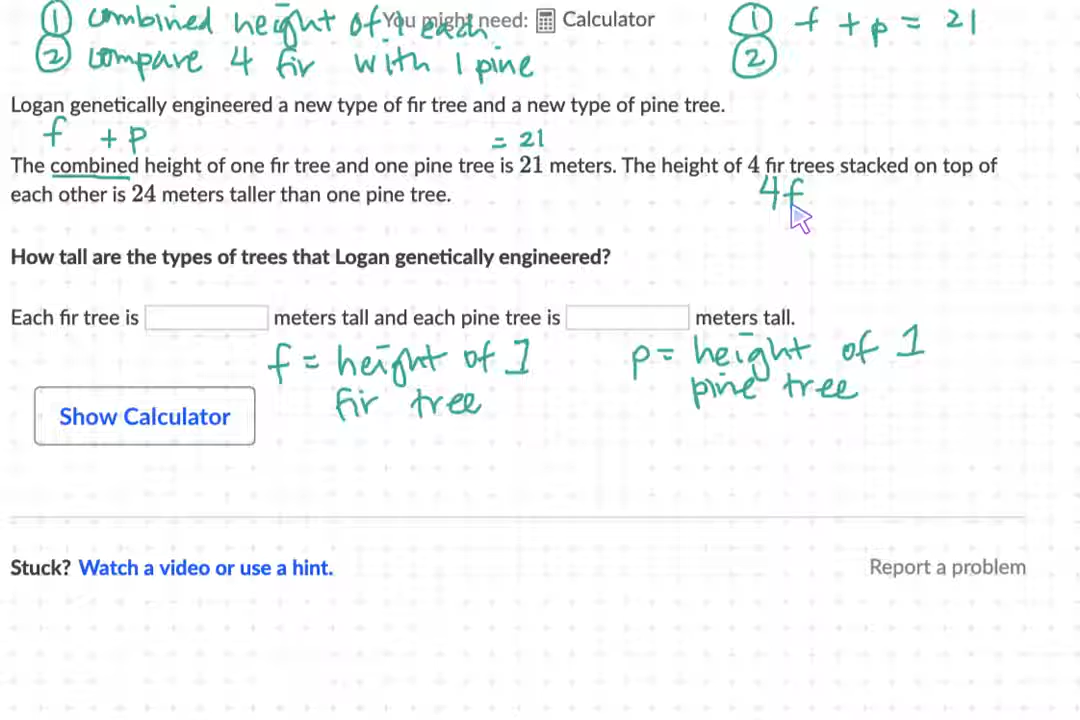 ① combined height of 1 each
You might need: Calculator
① f + p = 21
② compare 4 fir with 1 pine
②
Logan genetically engineered a new type of fir tree and a new type of pine tree.
f + p = 21
The combined height of one fir tree and one pine tree is 21 meters. The height of 4 fir trees stacked on top of
each other is 24 meters taller than one pine tree.
4f
How tall are the types of trees that Logan genetically engineered?
Each fir tree is meters tall and each pine tree is meters tall.
f = height of 1
fir tree
p = height of 1
pine tree
Show Calculator
Stuck? Watch a video or use a hint.
Report a problem